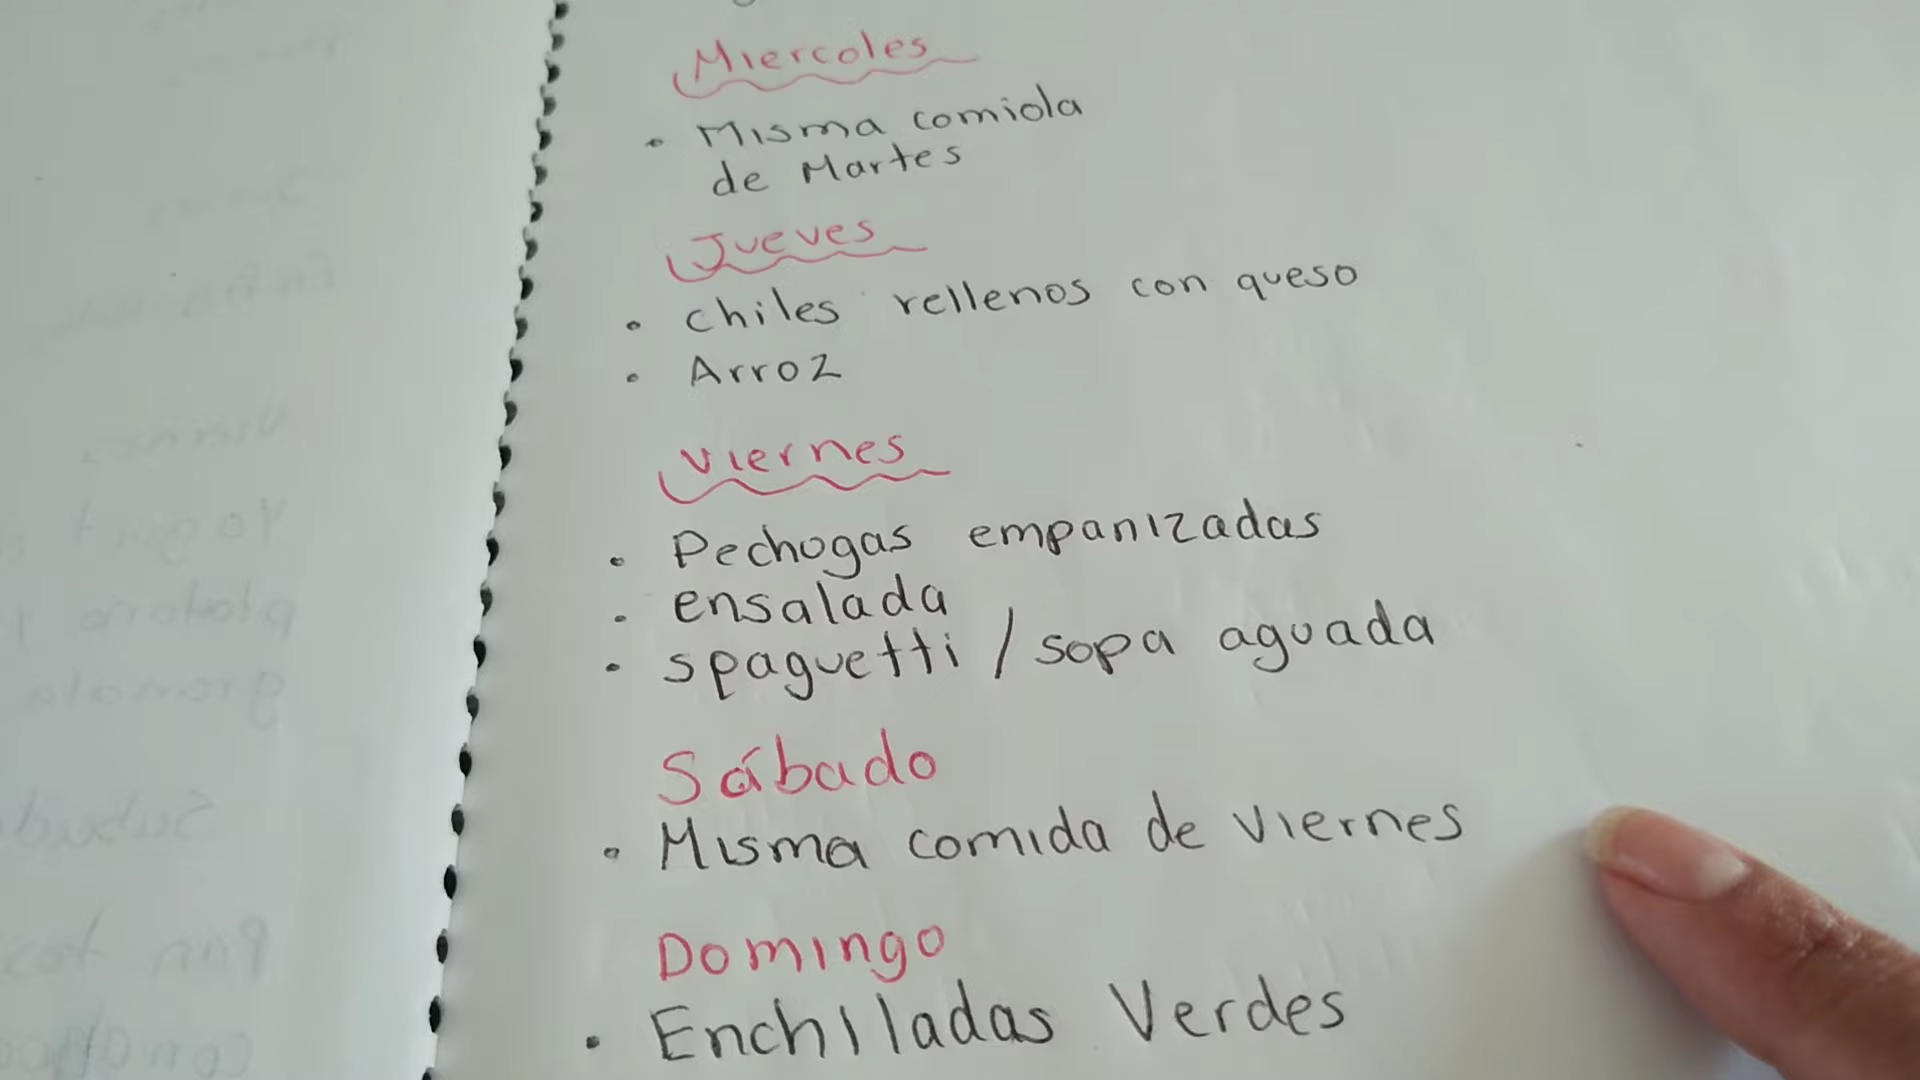 Miercoles
• Misma comida
de Martes
Jueves
• chiles rellenos con queso
• Arroz
Viernes
• Pechogas empanizadas
• ensalada
• spaguetti / sopa aguada
Sábado
• Misma comida de viernes
Domingo
• Enchiladas Verdes